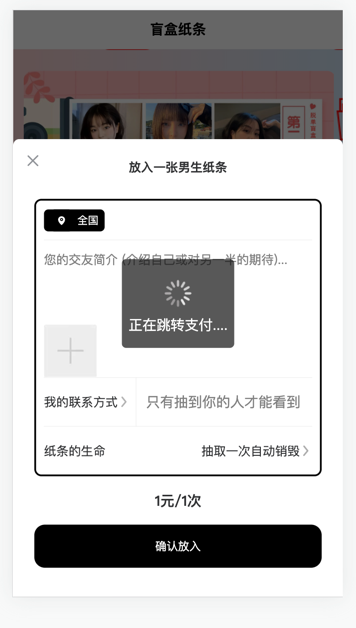 盲盒纸条
第一
放入一张男生纸条
全国
您的交友简介 (介绍自己或对另一半的期待)...
正在跳转支付....
我的联系方式
只有抽到你的人才能看到
纸条的生命
抽取一次自动销毁
1元/1次
确认放入